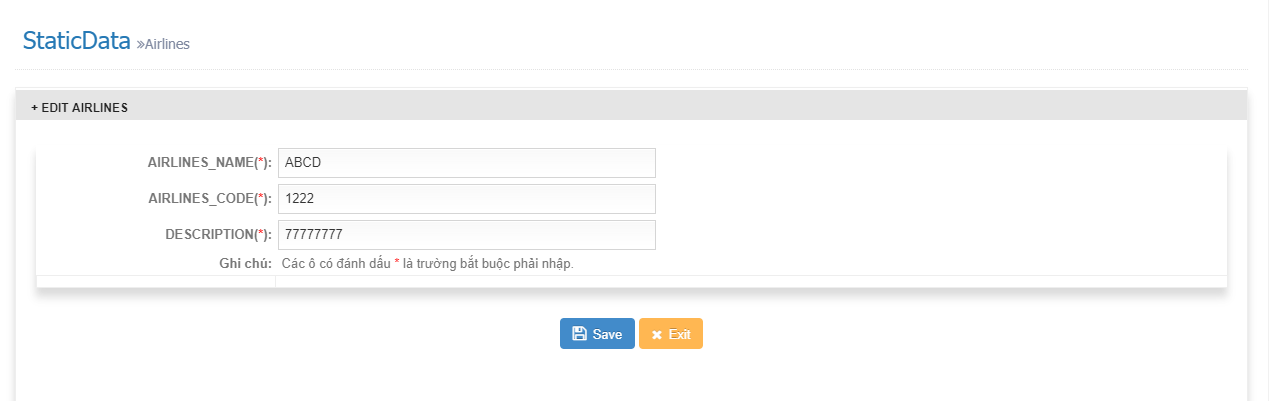 StaticData »Airlines
+ EDIT AIRLINES
AIRLINES_NAME(*): ABCD
AIRLINES_CODE(*): 1222
DESCRIPTION(*): 77777777
Ghi chú: Các ô có đánh dấu * là trường bắt buộc phải nhập.
Save Exit